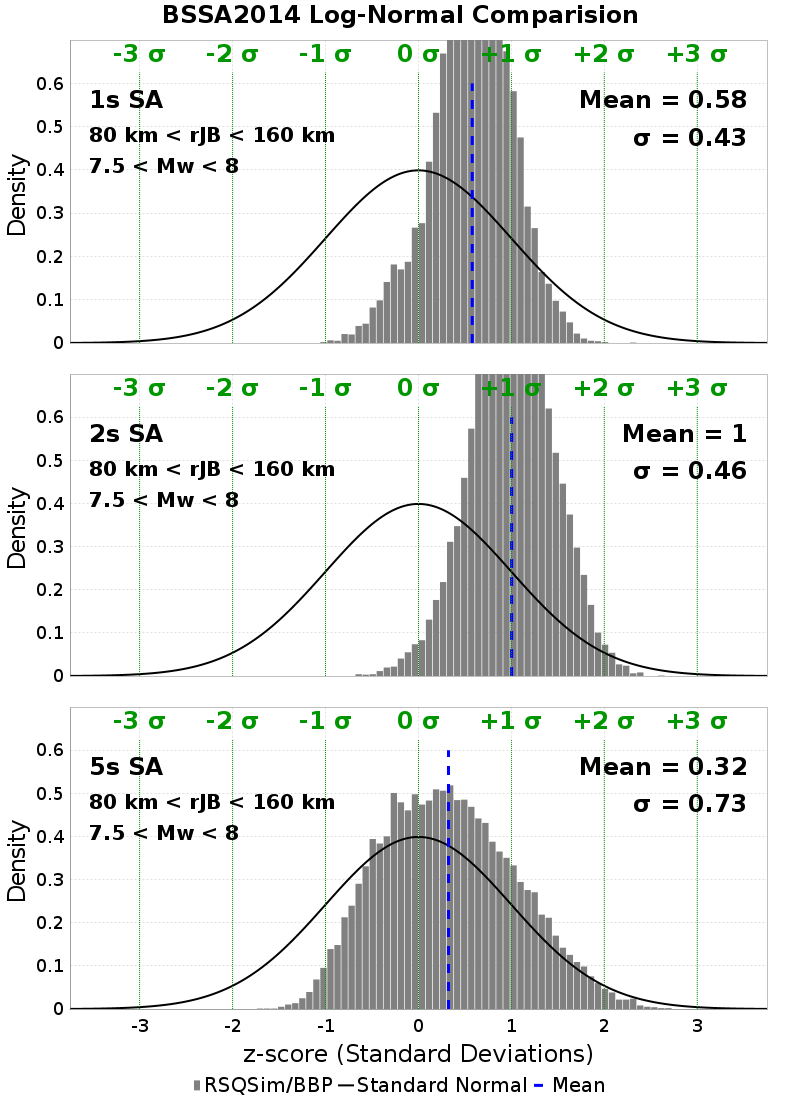 BSSA2014 Log-Normal Comparision
-3 σ -2 σ -1 σ 0 σ +1 σ +2 σ +3 σ
0.6
1s SA Mean = 0.58
0.5
80 km < rJB < 160 km σ = 0.43
7.5 < Mw < 8
0.4
Density
0.3
0.2
0.1
0
-3 σ -2 σ -1 σ 0 σ +1 σ +2 σ +3 σ
0.6
2s SA Mean = 1
0.5
80 km < rJB < 160 km σ = 0.46
7.5 < Mw < 8
0.4
Density
0.3
0.2
0.1
0
-3 σ -2 σ -1 σ 0 σ +1 σ +2 σ +3 σ
0.6
5s SA Mean = 0.32
0.5
80 km < rJB < 160 km σ = 0.73
7.5 < Mw < 8
0.4
Density
0.3
0.2
0.1
0
-3 -2 -1 0 1 2 3
z-score (Standard Deviations)
RSQSim/BBP Standard Normal Mean